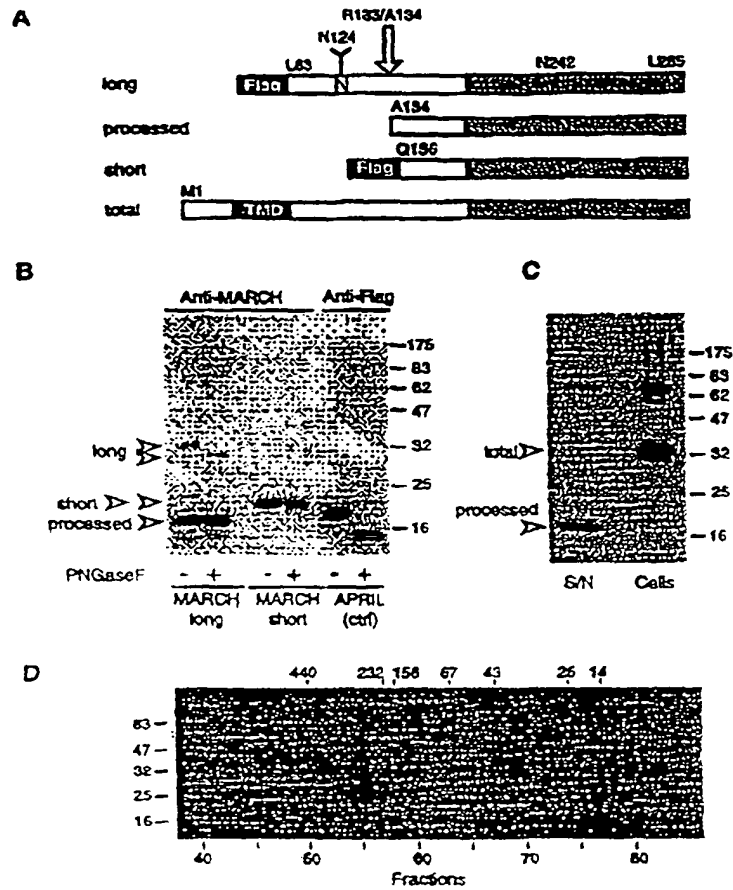 A
R133/A134
N124
L83
N242
L285
long
Flag
A134
processed
Q136
short
Flag
M1
total
TMD
B
C
Anti-MARCH
Anti-Flag
175
83
62
47
32
25
16
long
short
processed
PNGaseF
- + - + - +
MARCH long
MARCH short
APRIL (ctrl)
175
83
62
47
32
25
16
total
processed
S/N
Cells
D
440 232 158 67 43 25 14
83
47
32
25
16
40 50 60 70 80
Fractions